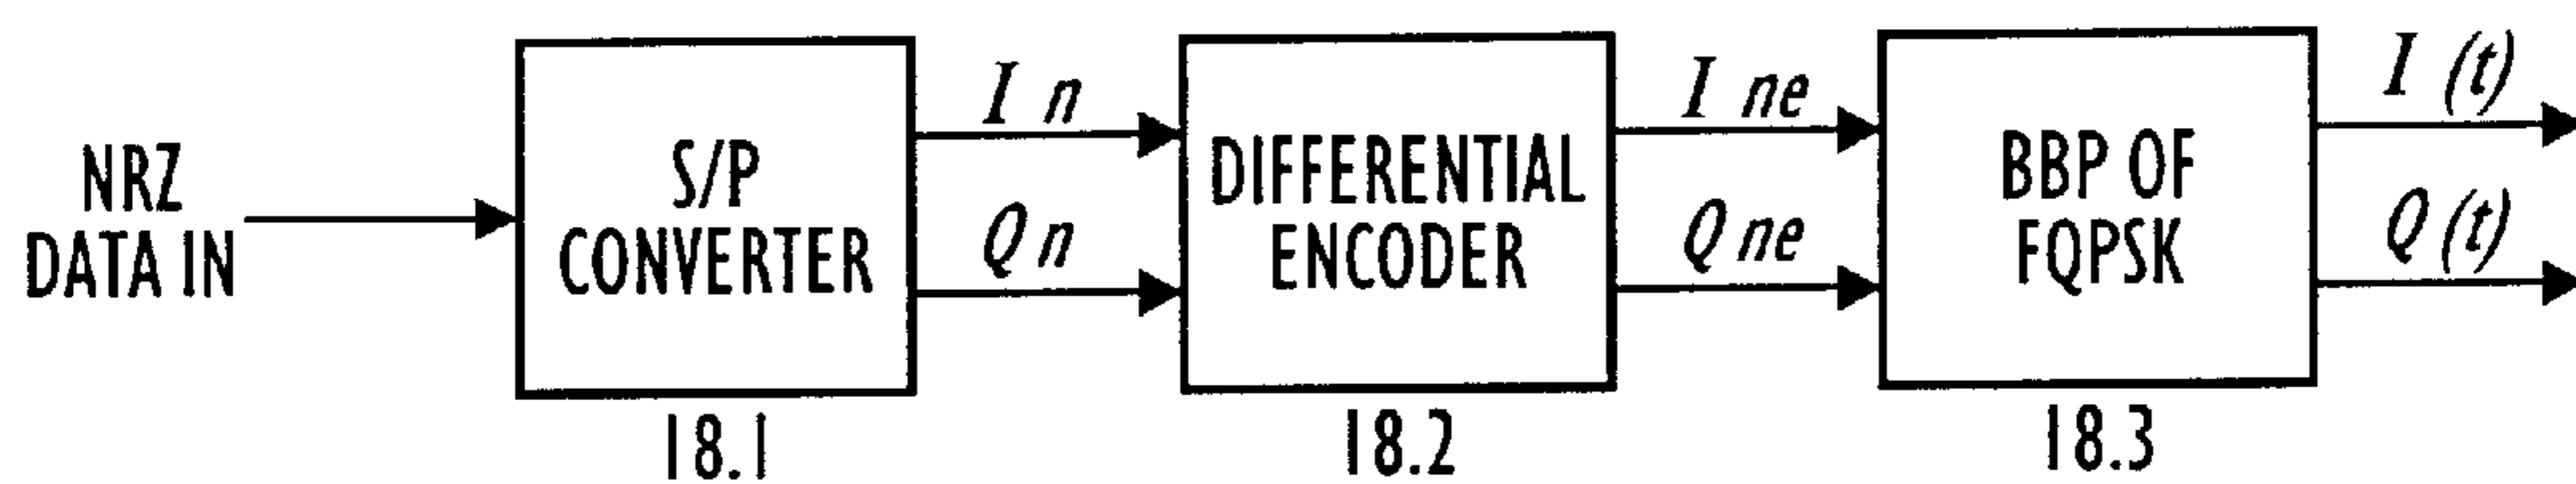 NRZ
DATA IN
S/P
CONVERTER
18.1
I n
Q n
DIFFERENTIAL
ENCODER
18.2
I ne
Q ne
BBP OF
FQPSK
18.3
I (t)
Q (t)